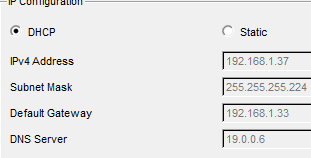 IP Configuration
DHCP Static
IPv4 Address 192.168.1.37
Subnet Mask 255.255.255.224
Default Gateway 192.168.1.33
DNS Server 19.0.0.6